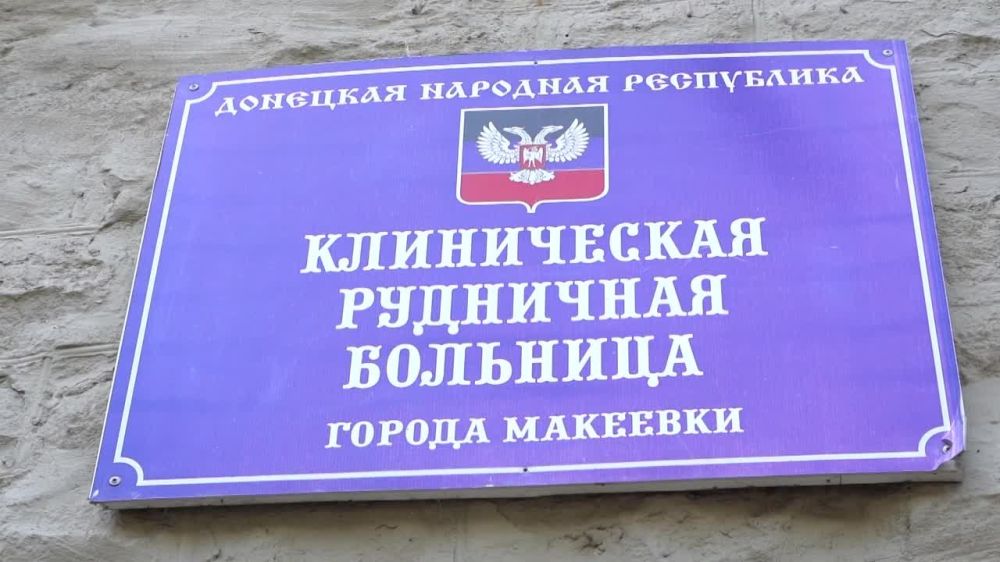 ДОНЕЦКАЯ НАРОДНАЯ РЕСПУБЛИКА
КЛИНИЧЕСКАЯ
РУДНИЧНАЯ
БОЛЬНИЦА
ГОРОДА МАКЕЕВКИ